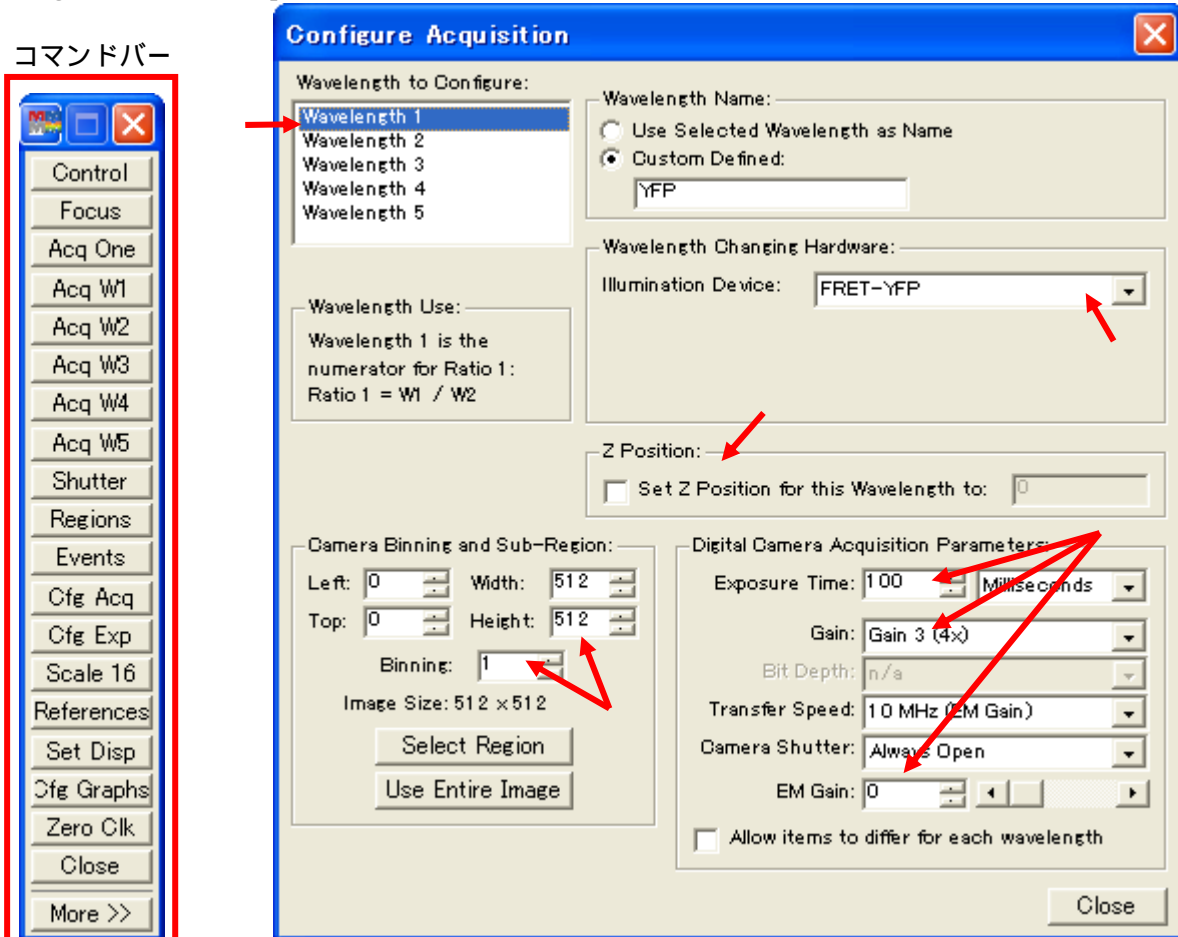 コマンドバー
Control
Focus
Acq One
Acq W1
Acq W2
Acq W3
Acq W4
Acq W5
Shutter
Regions
Events
Cfg Acq
Cfg Exp
Scale 16
References
Set Disp
Cfg Graphs
Zero Clk
Close
More >>
Configure Acquisition
Wavelength to Configure:
Wavelength 1
Wavelength 2
Wavelength 3
Wavelength 4
Wavelength 5
Wavelength Name:
Use Selected Wavelength as Name
Custom Defined:
YFP
Wavelength Changing Hardware:
Illumination Device: FRET-YFP
Wavelength Use:
Wavelength 1 is the
numerator for Ratio 1:
Ratio 1 = W1 / W2
Z Position:
Set Z Position for this Wavelength to: 0
Camera Binning and Sub-Region:
Left: 0 Width: 512
Top: 0 Height: 512
Binning: 1
Image Size: 512 x 512
Select Region
Use Entire Image
Digital Camera Acquisition Parameters:
Exposure Time: 100 Milliseconds
Gain: Gain 3 (4x)
Bit Depth: n/a
Transfer Speed: 10 MHz (EM Gain)
Camera Shutter: Always Open
EM Gain: 0
Allow items to differ for each wavelength
Close